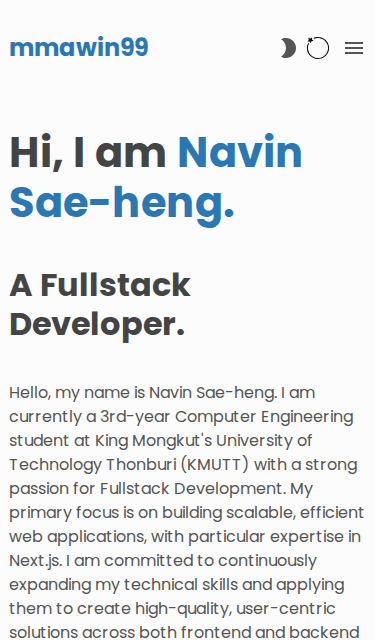 mmawin99
Hi, I am Navin
Sae-heng.
A Fullstack
Developer.
Hello, my name is Navin Sae-heng. I am
currently a 3rd-year Computer Engineering
student at King Mongkut's University of
Technology Thonburi (KMUTT) with a strong
passion for Fullstack Development. My
primary focus is on building scalable, efficient
web applications, with particular expertise in
Next.js. I am committed to continuously
expanding my technical skills and applying
them to create high-quality, user-centric
solutions across both frontend and backend